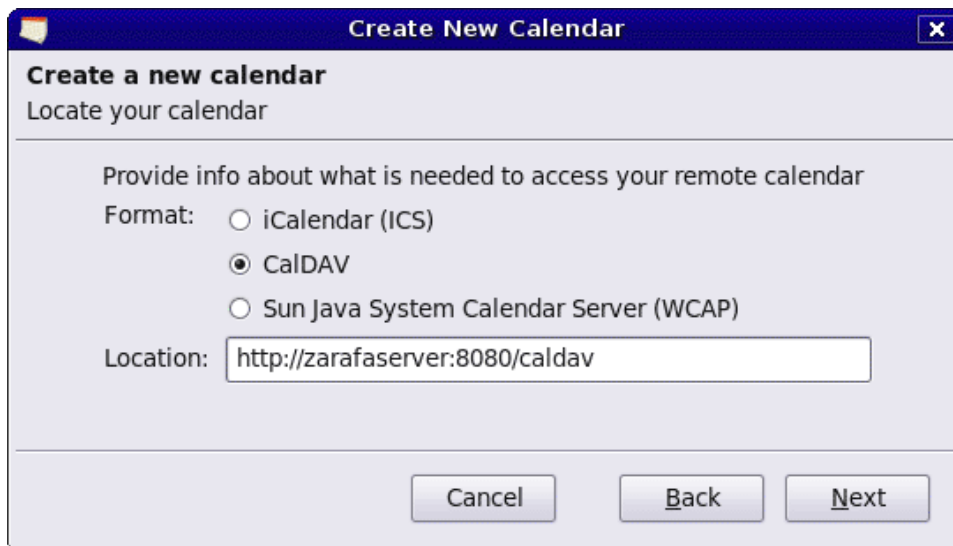 Create New Calendar
Create a new calendar
Locate your calendar
Provide info about what is needed to access your remote calendar
Format: iCalendar (ICS)
CalDAV
Sun Java System Calendar Server (WCAP)
Location: http://zarafaserver:8080/caldav
Cancel Back Next